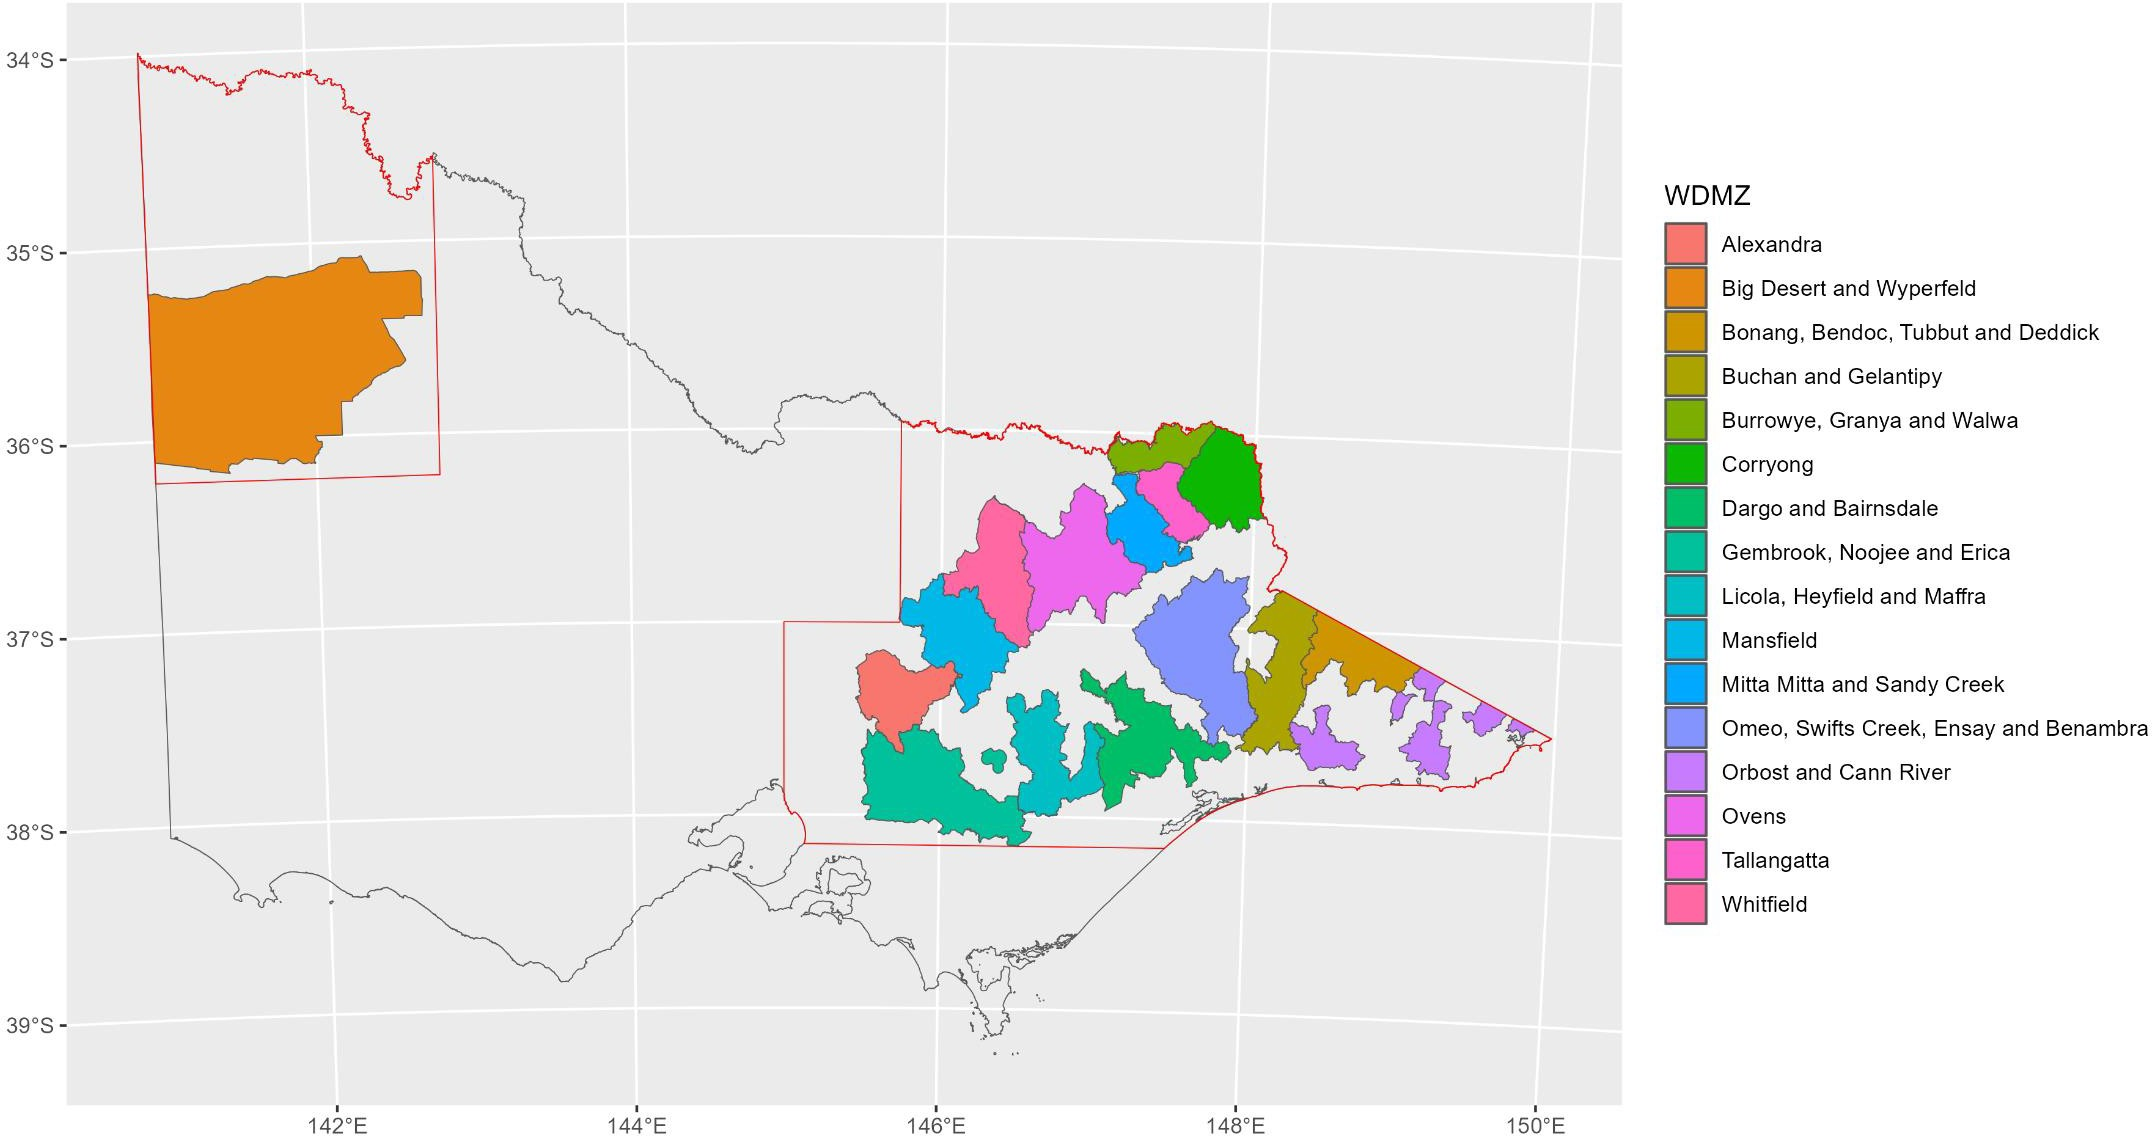 34°S
35°S
36°S
37°S
38°S
39°S
142°E
144°E
146°E
148°E
150°E
WDMZ
Alexandra
Big Desert and Wyperfeld
Bonang, Bendoc, Tubbut and Deddick
Buchan and Gelantipy
Burrowye, Granya and Walwa
Corryong
Dargo and Bairnsdale
Gembrook, Noojee and Erica
Licola, Heyfield and Maffra
Mansfield
Mitta Mitta and Sandy Creek
Omeo, Swifts Creek, Ensay and Benambra
Orbost and Cann River
Ovens
Tallangatta
Whitfield